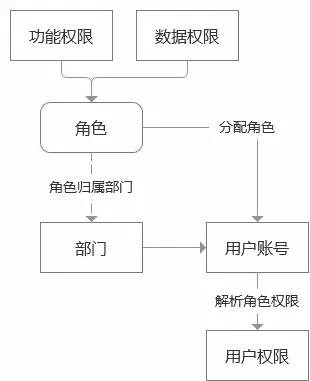 功能权限
数据权限
角色
分配角色
角色归属部门
部门
用户账号
解析角色权限
用户权限